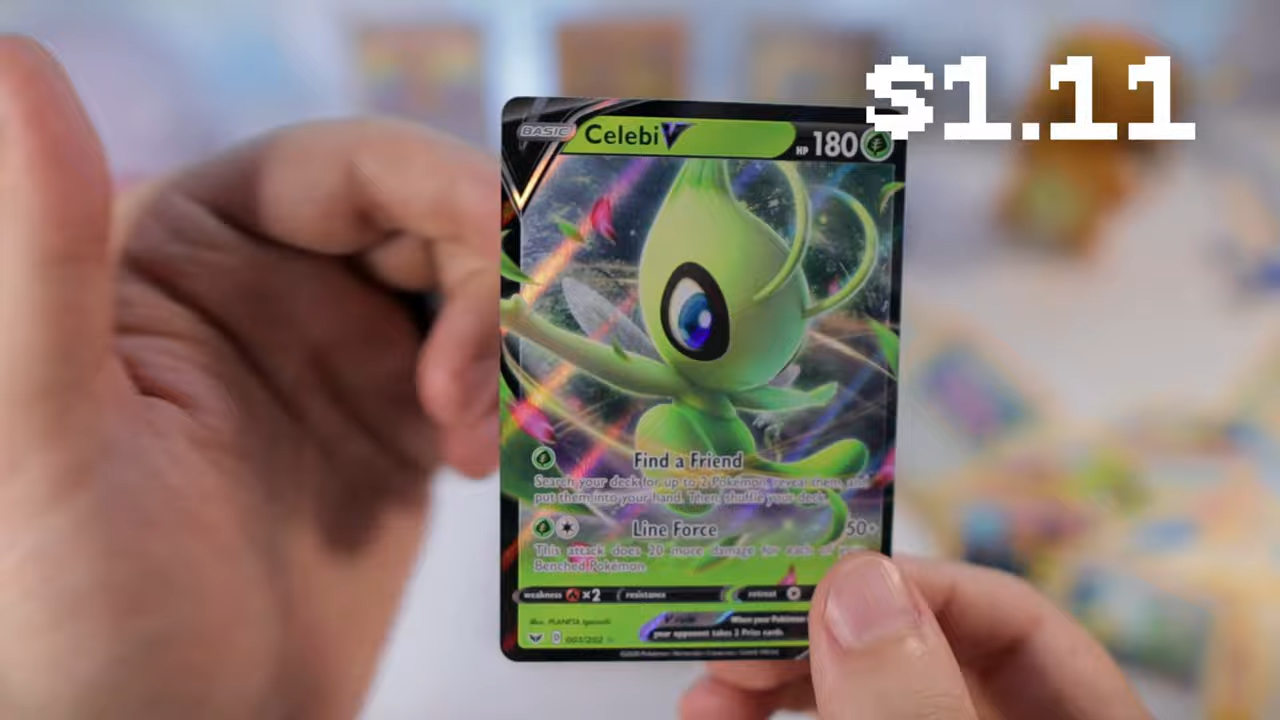 $1.11
BASIC Celebi V HP 180
Find a Friend
Search your deck for up to 2 Pokémon, reveal them, and
put them into your hand. Then, shuffle your deck.
Line Force 50+
This attack does 20 more damage for each of your
Benched Pokémon.
weakness ×2 resistance retreat
Illus. PLANETA
D 001/202
V rule When your Pokémon
your opponent takes 2 Prize cards.